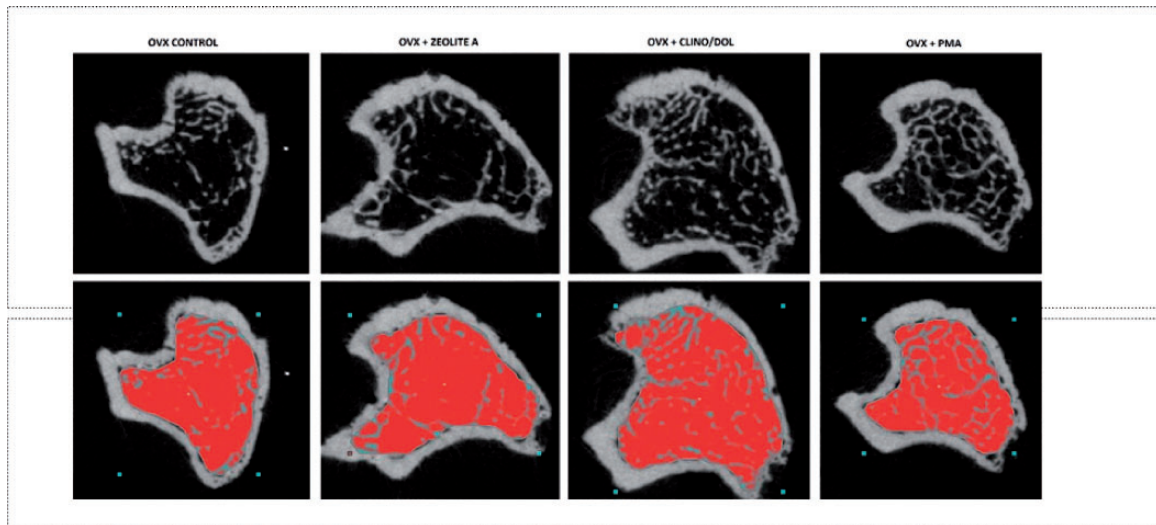 OVX CONTROL
OVX + ZEOLITE A
OVX + CLINO/DOL
OVX + PMA